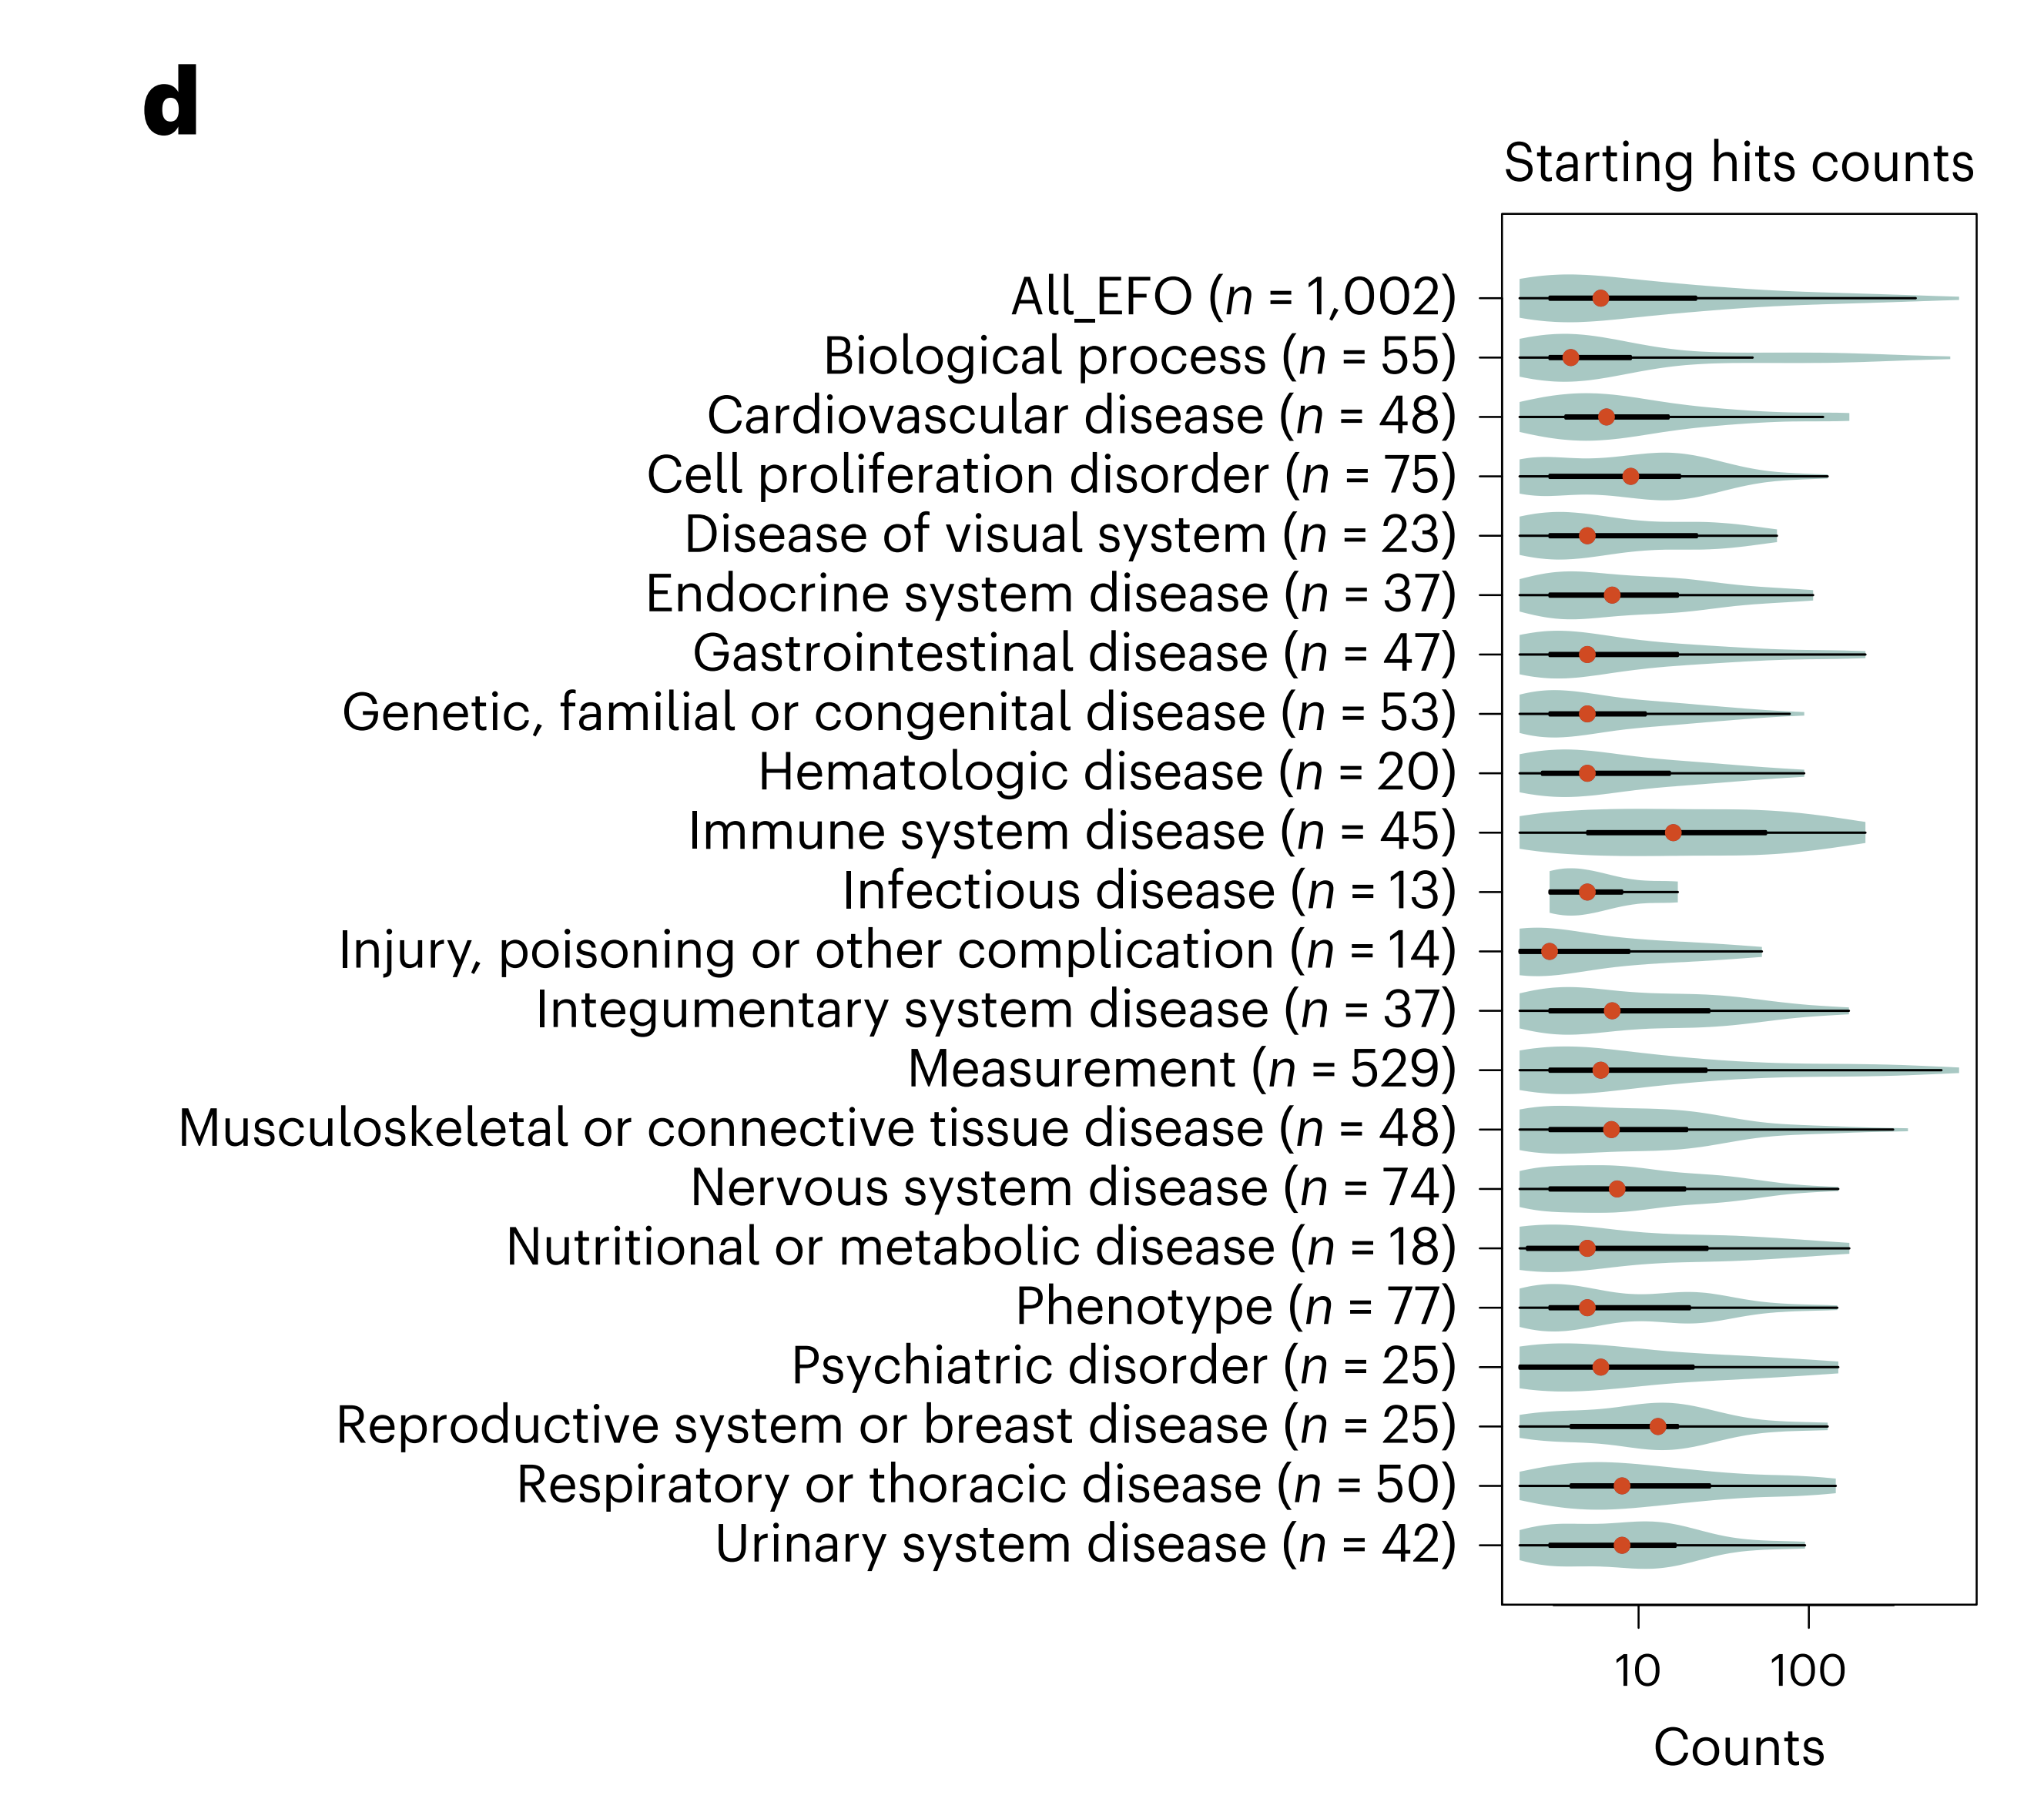 d
Starting hits counts
All_EFO (n = 1,002)
Biological process (n = 55)
Cardiovascular disease (n = 48)
Cell proliferation disorder (n = 75)
Disease of visual system (n = 23)
Endocrine system disease (n = 37)
Gastrointestinal disease (n = 47)
Genetic, familial or congenital disease (n = 53)
Hematologic disease (n = 20)
Immune system disease (n = 45)
Infectious disease (n = 13)
Injury, poisoning or other complication (n = 14)
Integumentary system disease (n = 37)
Measurement (n = 529)
Musculoskeletal or connective tissue disease (n = 48)
Nervous system disease (n = 74)
Nutritional or metabolic disease (n = 18)
Phenotype (n = 77)
Psychiatric disorder (n = 25)
Reproductive system or breast disease (n = 25)
Respiratory or thoracic disease (n = 50)
Urinary system disease (n = 42)
10 100
Counts